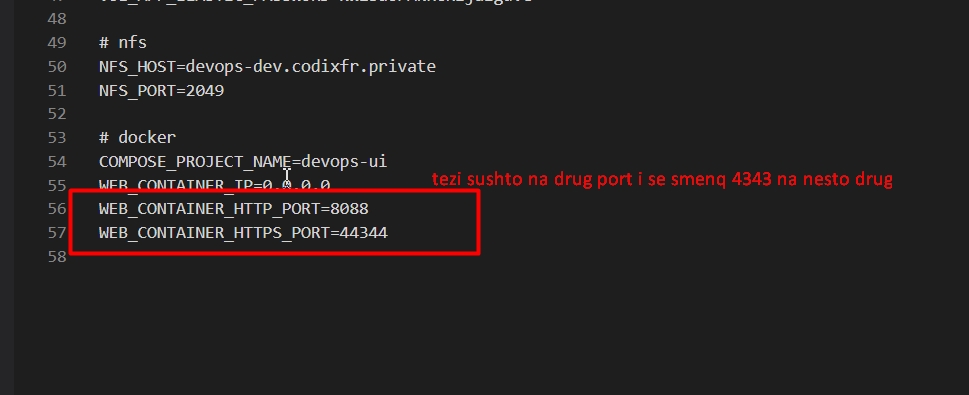 48
49 # nfs
50 NFS_HOST=devops-dev.codixfr.private
51 NFS_PORT=2049
52
53 # docker
54 COMPOSE_PROJECT_NAME=devops-ui
55 WEB_CONTAINER_IP=0.0.0.0
tezi sushto na drug port i se smenq 4343 na nesto drug
56 WEB_CONTAINER_HTTP_PORT=8088
57 WEB_CONTAINER_HTTPS_PORT=44344
58